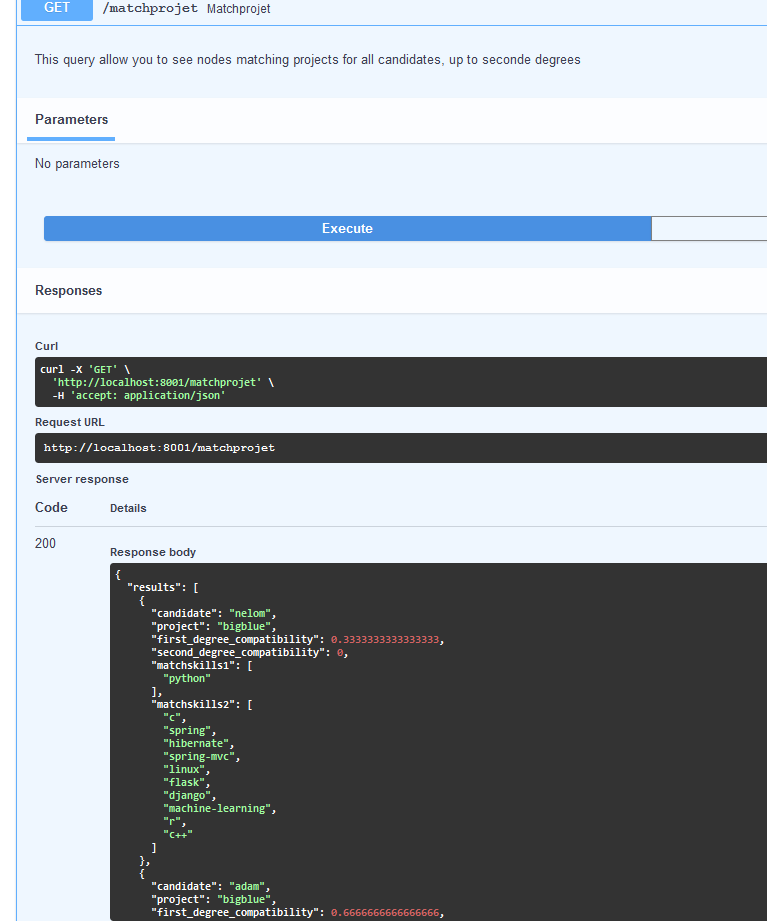 GET /matchprojet Matchprojet
This query allow you to see nodes matching projects for all candidates, up to seconde degrees
Parameters
No parameters
Execute
Responses
Curl
curl -X 'GET' \
  'http://localhost:8001/matchprojet' \
  -H 'accept: application/json'
Request URL
http://localhost:8001/matchprojet
Server response
Code Details
200
Response body
{
  "results": [
    {
      "candidate": "nelom",
      "project": "bigblue",
      "first_degree_compatibility": 0.3333333333333333,
      "second_degree_compatibility": 0,
      "matchskills1": [
        "python"
      ],
      "matchskills2": [
        "c",
        "spring",
        "hibernate",
        "spring-mvc",
        "linux",
        "flask",
        "django",
        "machine-learning",
        "r",
        "c++"
      ]
    },
    {
      "candidate": "adam",
      "project": "bigblue",
      "first_degree_compatibility": 0.6666666666666666,